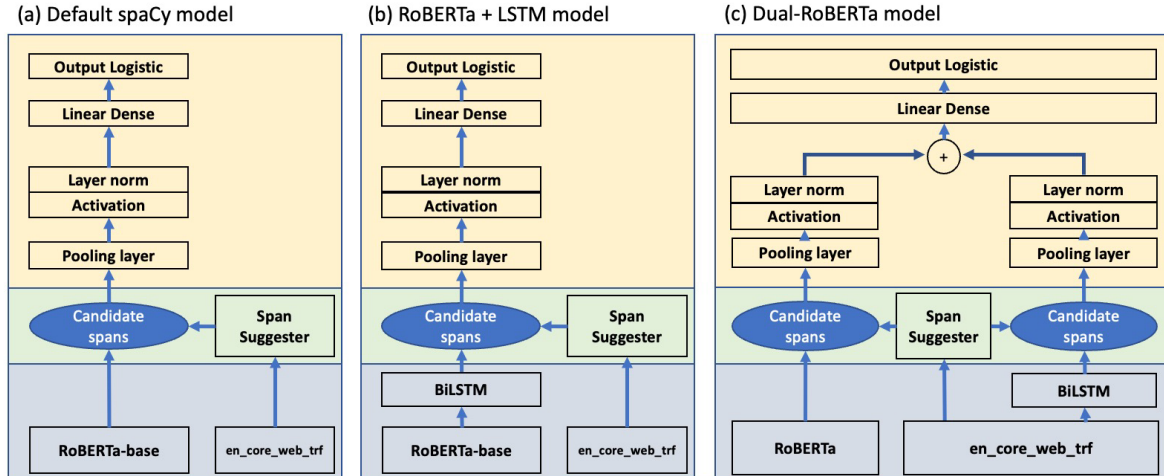 (a) Default spaCy model
Output Logistic
Linear Dense
Layer norm
Activation
Pooling layer
Candidate
spans
Span
Suggester
RoBERTa-base
en_core_web_trf
(b) RoBERTa + LSTM model
Output Logistic
Linear Dense
Layer norm
Activation
Pooling layer
Candidate
spans
Span
Suggester
BiLSTM
RoBERTa-base
en_core_web_trf
(c) Dual-RoBERTa model
Output Logistic
Linear Dense
+
Layer norm
Activation
Pooling layer
Layer norm
Activation
Pooling layer
Candidate
spans
Span
Suggester
Candidate
spans
BiLSTM
RoBERTa
en_core_web_trf